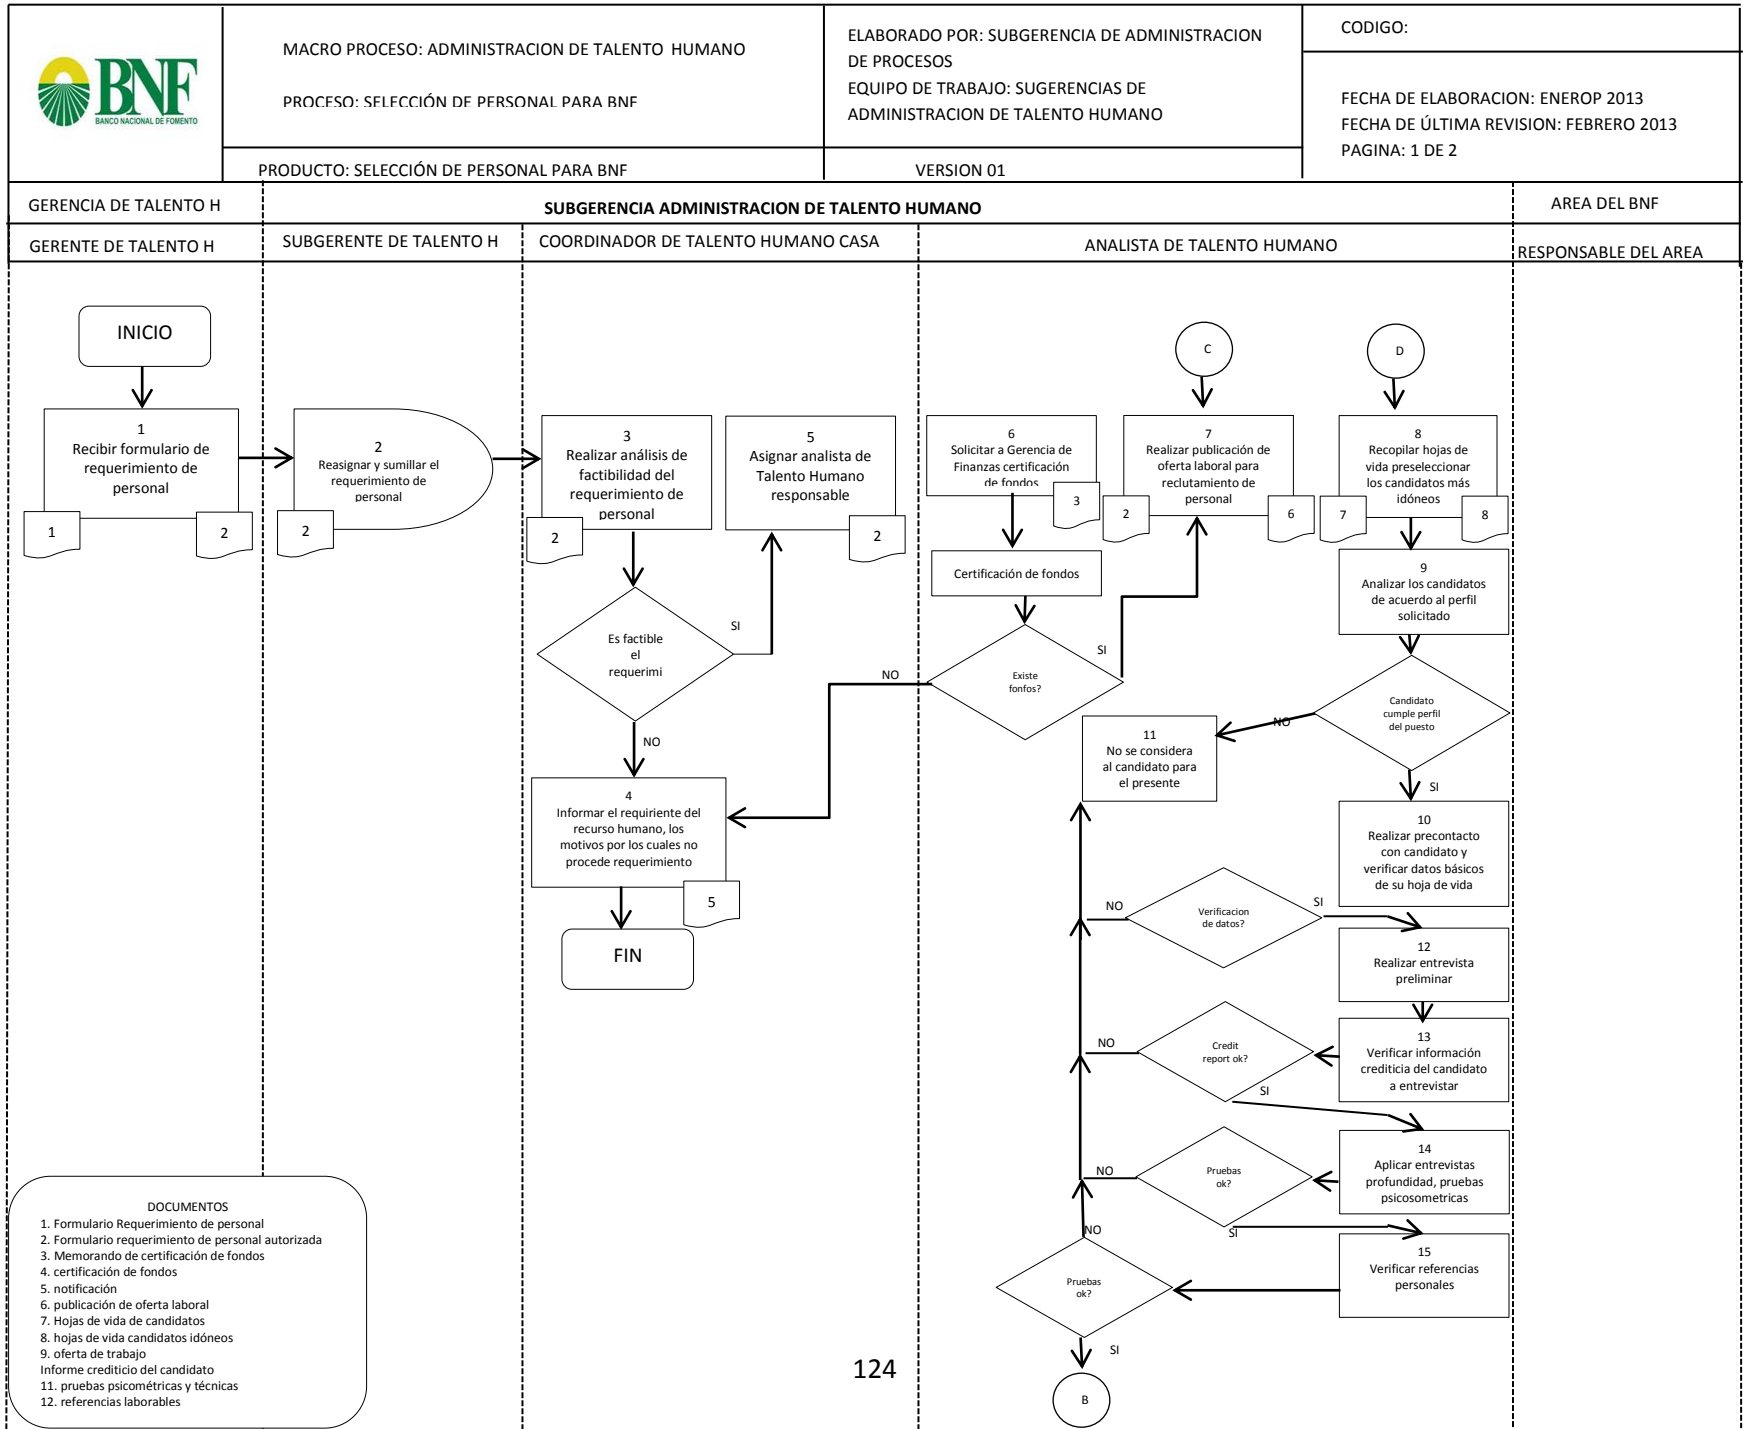 BNF
BANCO NACIONAL DE FOMENTO
MACRO PROCESO: ADMINISTRACION DE TALENTO HUMANO
PROCESO: SELECCIÓN DE PERSONAL PARA BNF
ELABORADO POR: SUBGERENCIA DE ADMINISTRACION
DE PROCESOS
EQUIPO DE TRABAJO: SUGERENCIAS DE
ADMINISTRACION DE TALENTO HUMANO
CODIGO:
FECHA DE ELABORACION: ENEROP 2013
FECHA DE ÚLTIMA REVISION: FEBRERO 2013
PAGINA: 1 DE 2
PRODUCTO: SELECCIÓN DE PERSONAL PARA BNF
VERSION 01
GERENCIA DE TALENTO H
SUBGERENCIA ADMINISTRACION DE TALENTO HUMANO
AREA DEL BNF
GERENTE DE TALENTO H
SUBGERENTE DE TALENTO H
COORDINADOR DE TALENTO HUMANO CASA
ANALISTA DE TALENTO HUMANO
RESPONSABLE DEL AREA
INICIO
1
Recibir formulario de
requerimiento de
personal
1
2
2
Reasignar y sumillar el
requerimiento de
personal
2
3
Realizar análisis de
factibilidad del
requerimiento de
personal
2
5
Asignar analista de
Talento Humano
responsable
2
Es factible
el
requerimi
SI
NO
4
Informar el requiriente del
recurso humano, los
motivos por los cuales no
procede requerimiento
5
FIN
6
Solicitar a Gerencia de
Finanzas certificación
de fondos
3
Certificación de fondos
Existe
fonfos?
NO
SI
C
7
Realizar publicación de
oferta laboral para
reclutamiento de
personal
2
6
D
8
Recopilar hojas de
vida preseleccionar
los candidatos más
idóneos
7
8
9
Analizar los candidatos
de acuerdo al perfil
solicitado
Candidato
cumple perfil
del puesto
NO
SI
11
No se considera
al candidato para
el presente
10
Realizar precontacto
con candidato y
verificar datos básicos
de su hoja de vida
Verificacion
de datos?
NO
SI
12
Realizar entrevista
preliminar
13
Verificar información
crediticia del candidato
a entrevistar
Credit
report ok?
NO
SI
14
Aplicar entrevistas
profundidad, pruebas
psicosometricas
Pruebas
ok?
NO
SI
15
Verificar referencias
personales
Pruebas
ok?
NO
SI
B
DOCUMENTOS
1. Formulario Requerimiento de personal
2. Formulario requerimiento de personal autorizada
3. Memorando de certificación de fondos
4. certificación de fondos
5. notificación
6. publicación de oferta laboral
7. Hojas de vida de candidatos
8. hojas de vida candidatos idóneos
9. oferta de trabajo
Informe crediticio del candidato
11. pruebas psicométricas y técnicas
12. referencias laborables
124